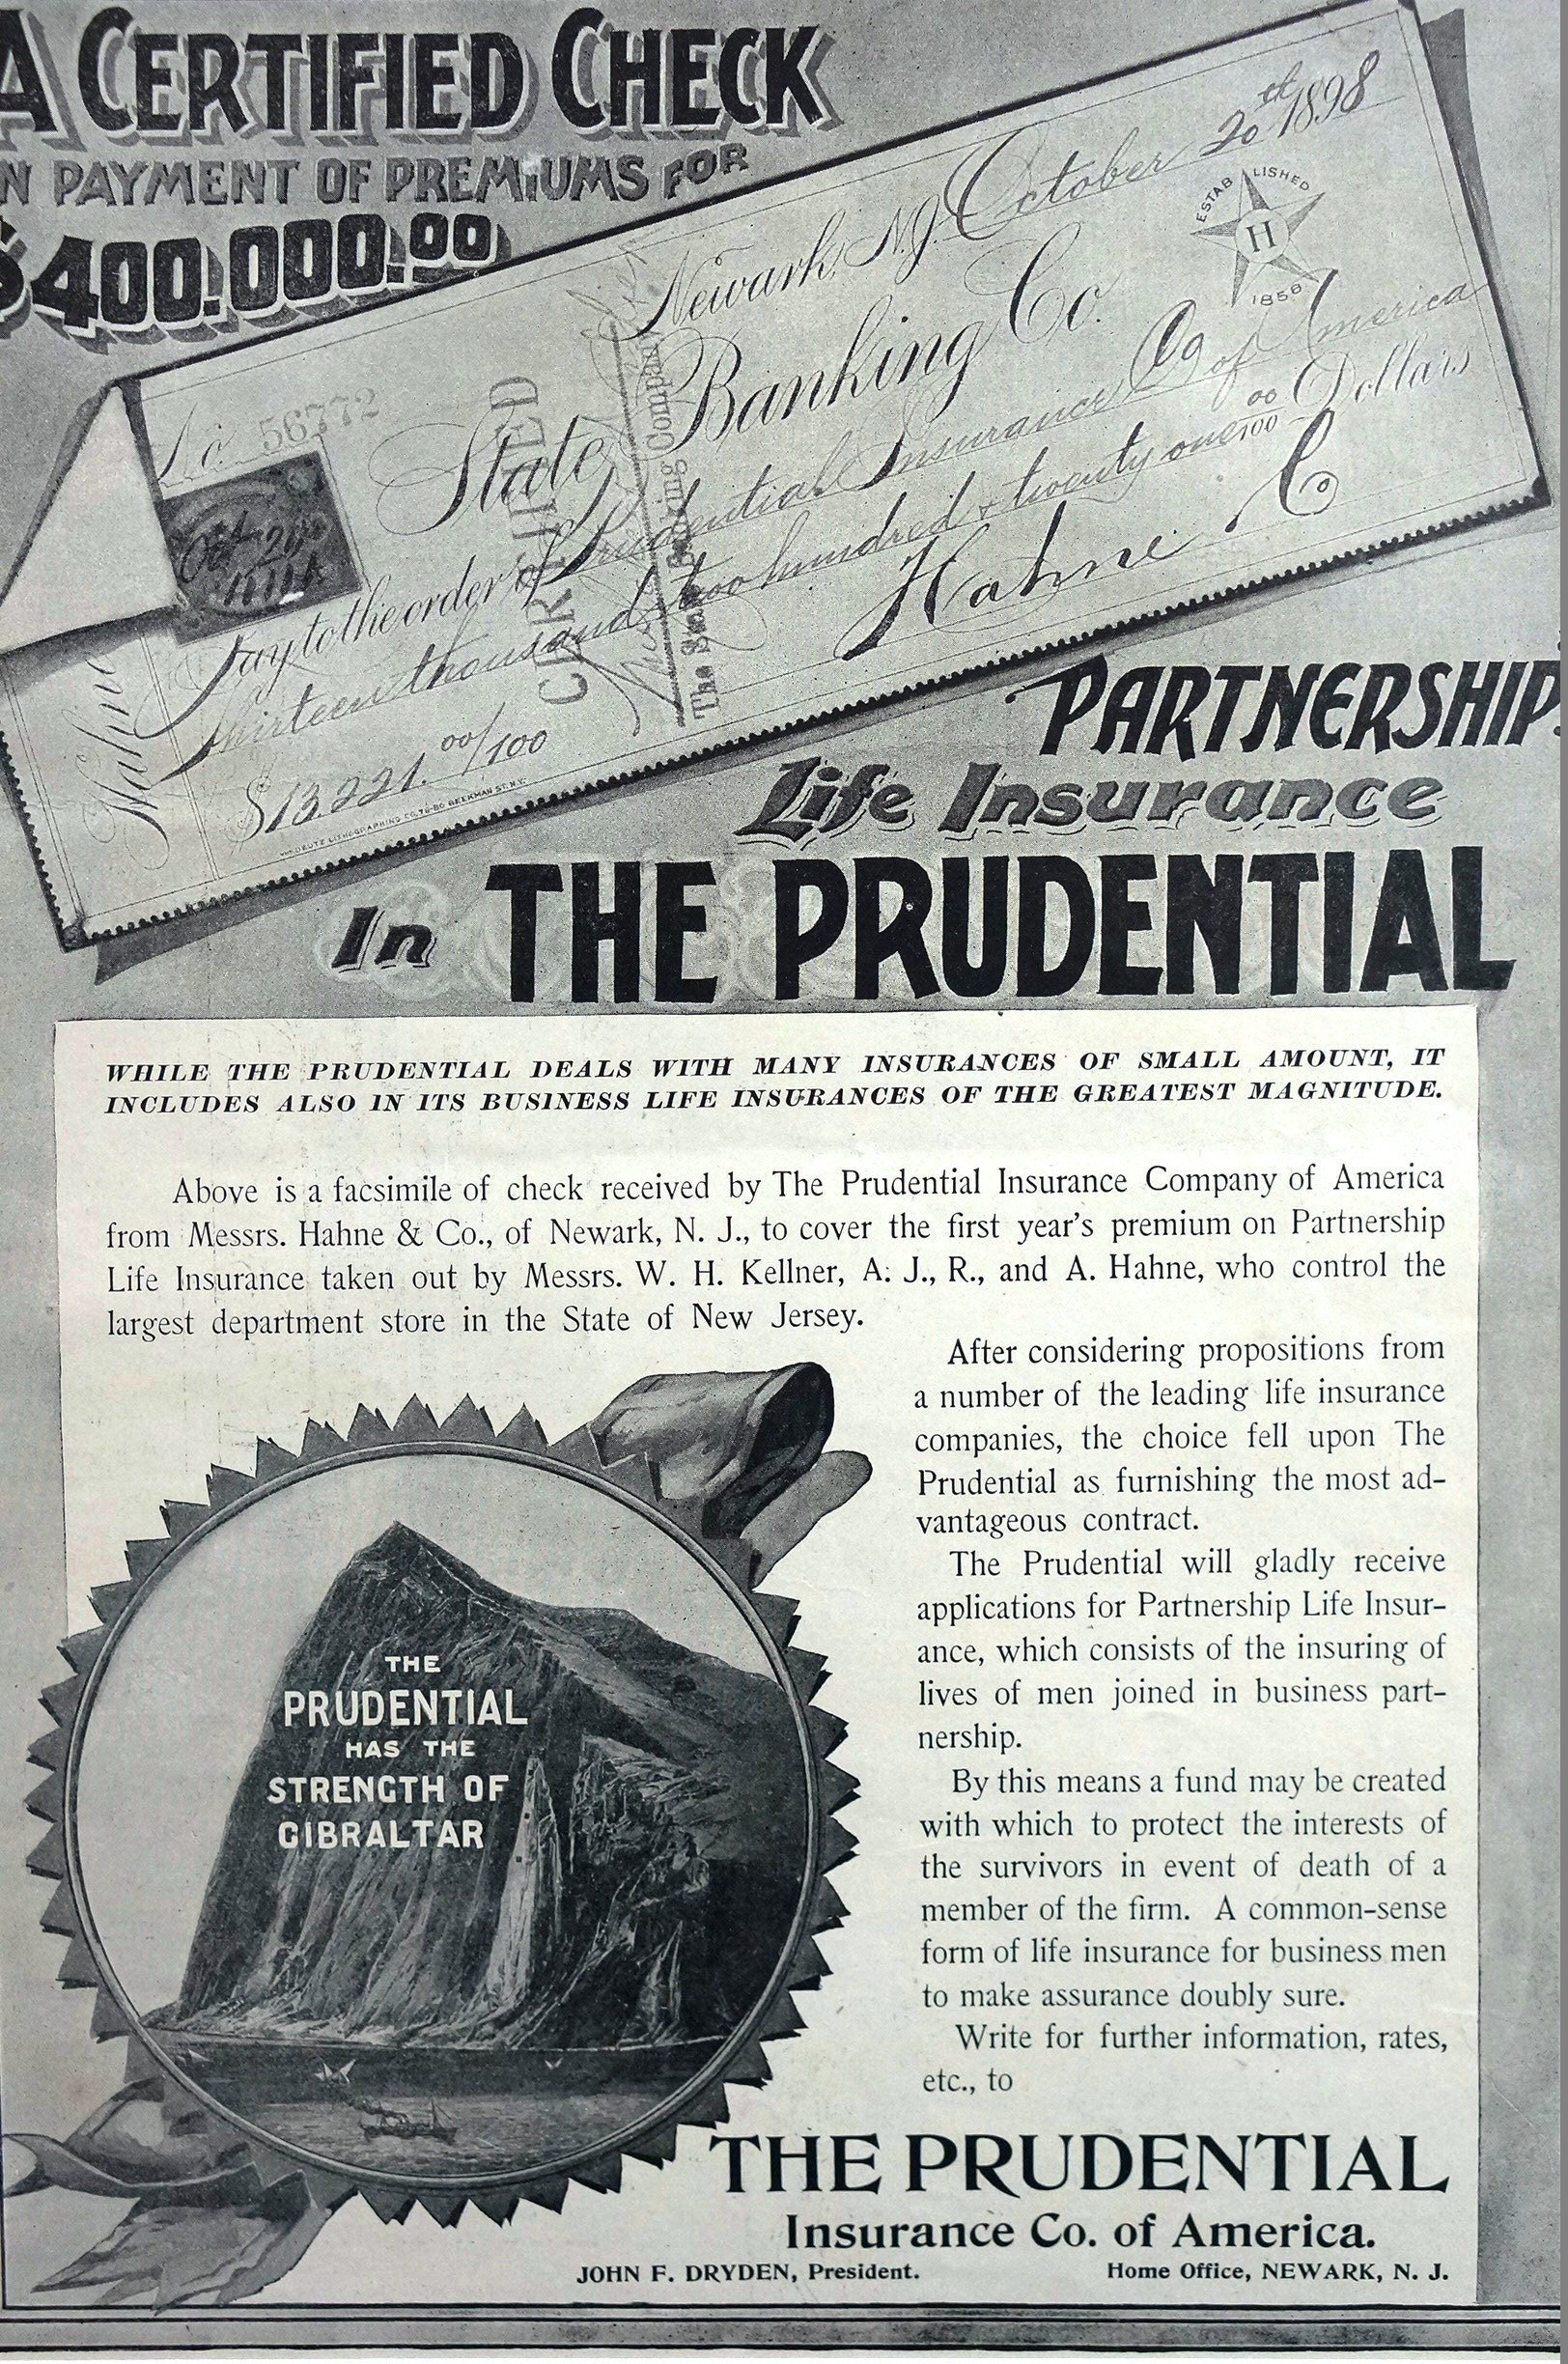 A CERTIFIED CHECK
N PAYMENT OF PREMIUMS FOR
$400.000.00
Newark, N.J. October 20th 1898
ESTABLISHED
H
1858
No. 56772
State Banking Co.
Oct. 20
Pay to the order of Prudential Insurance Co of America
thirteen thousand two hundred & twenty one 00/100 Dollars
$13221.00/100
Hahne & Co
CERTIFIED
The State Banking Company
Hahne
78-80 BEEKMAN ST. N.Y.
PARTNERSHIP
Life Insurance
In THE PRUDENTIAL
WHILE THE PRUDENTIAL DEALS WITH MANY INSURANCES OF SMALL AMOUNT, IT
INCLUDES ALSO IN ITS BUSINESS LIFE INSURANCES OF THE GREATEST MAGNITUDE.
Above is a facsimile of check received by The Prudential Insurance Company of America
from Messrs. Hahne & Co., of Newark, N. J., to cover the first year's premium on Partnership
Life Insurance taken out by Messrs. W. H. Kellner, A. J., R., and A. Hahne, who control the
largest department store in the State of New Jersey.
After considering propositions from
a number of the leading life insurance
companies, the choice fell upon The
Prudential as furnishing the most ad-
vantageous contract.
The Prudential will gladly receive
applications for Partnership Life Insur-
ance, which consists of the insuring of
lives of men joined in business part-
nership.
By this means a fund may be created
with which to protect the interests of
the survivors in event of death of a
member of the firm. A common-sense
form of life insurance for business men
to make assurance doubly sure.
Write for further information, rates,
etc., to
THE
PRUDENTIAL
HAS THE
STRENGTH OF
GIBRALTAR
THE PRUDENTIAL
Insurance Co. of America.
JOHN F. DRYDEN, President. Home Office, NEWARK, N. J.